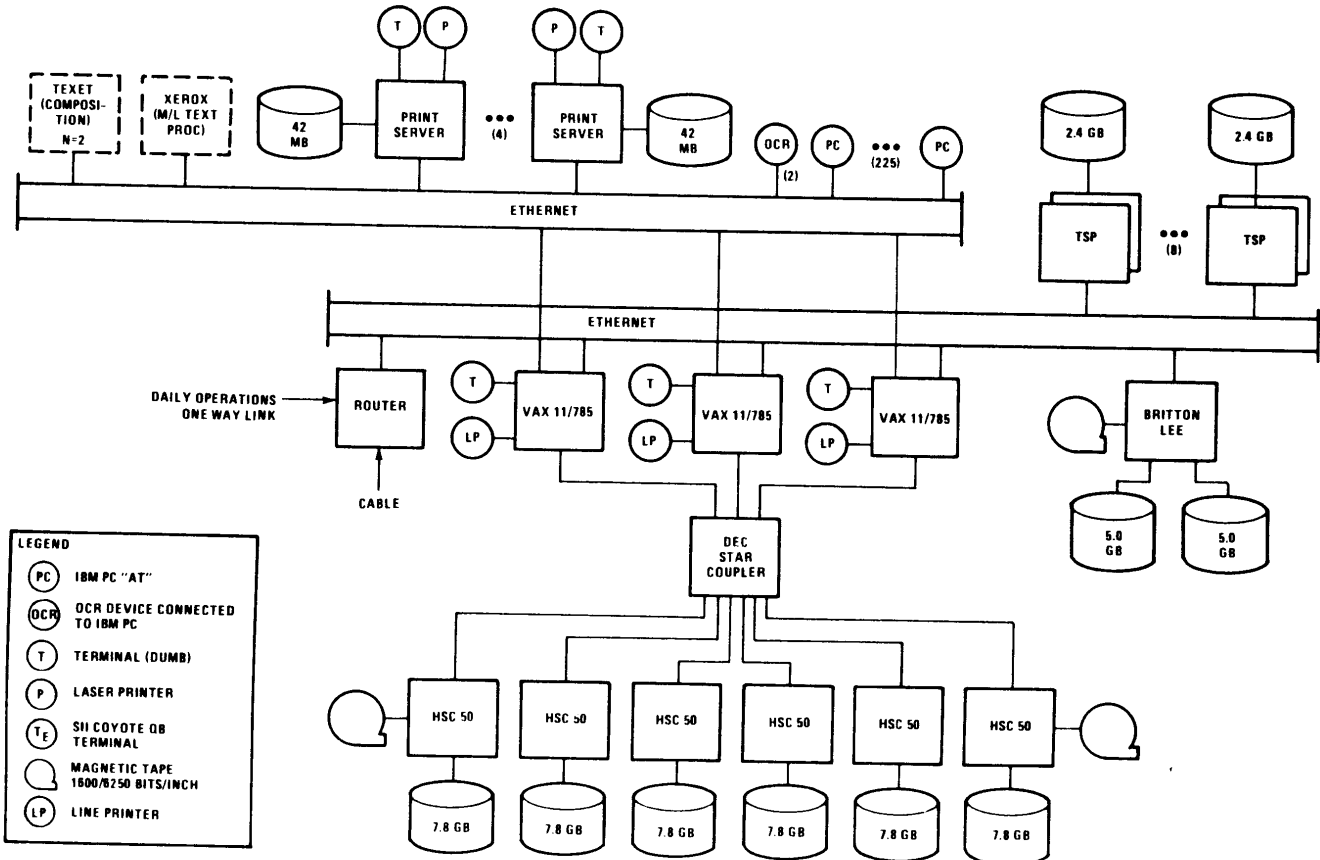 T
P
P
T
TEXET
(COMPOSI-
TION)
N=2
XEROX
(M/L TEXT
PROC)
42
MB
PRINT
SERVER
•••
(4)
PRINT
SERVER
42
MB
OCR
(2)
PC
•••
(225)
PC
2.4 GB
2.4 GB
ETHERNET
TSP
•••
(8)
TSP
ETHERNET
DAILY OPERATIONS
ONE WAY LINK
ROUTER
CABLE
T
LP
VAX 11/785
T
LP
VAX 11/785
T
LP
VAX 11/785
BRITTON
LEE
5.0
GB
5.0
GB
DEC
STAR
COUPLER
HSC 50
HSC 50
HSC 50
HSC 50
HSC 50
HSC 50
7.8 GB
7.8 GB
7.8 GB
7.8 GB
7.8 GB
7.8 GB
LEGEND
PC IBM PC "AT"
OCR OCR DEVICE CONNECTED
TO IBM PC
T TERMINAL (DUMB)
P LASER PRINTER
TE SII COYOTE QB
TERMINAL
MAGNETIC TAPE
1600/6250 BITS/INCH
LP LINE PRINTER